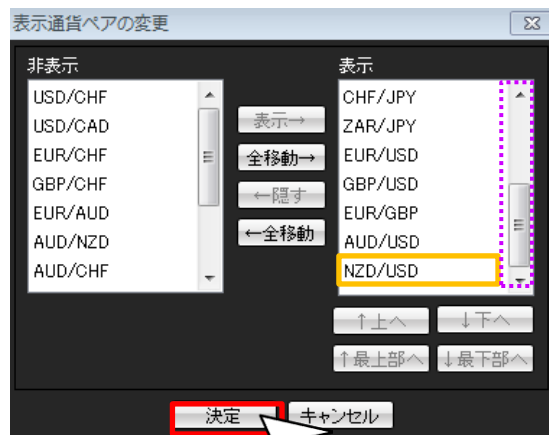 表示通貨ペアの変更
非表示
USD/CHF
USD/CAD
EUR/CHF
GBP/CHF
EUR/AUD
AUD/NZD
AUD/CHF
表示→
全移動→
←隠す
←全移動
表示
CHF/JPY
ZAR/JPY
EUR/USD
GBP/USD
EUR/GBP
AUD/USD
NZD/USD
↑上へ
↓下へ
↑最上部へ
↓最下部へ
決定
キャンセル